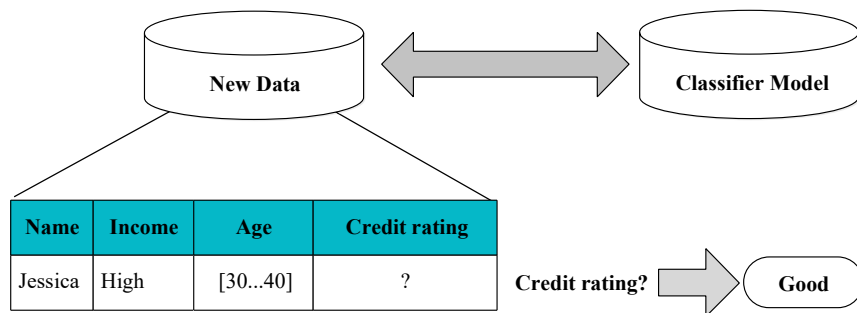 New Data
Classifier Model
Name Income Age Credit rating
Jessica High [30...40] ?
Credit rating?
Good